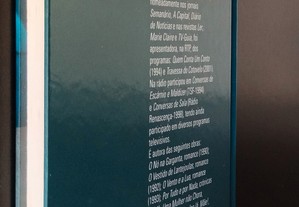 nomeadamente nos jornais
Semanário, A Capital, Diário
de Notícias e nas revistas Ler,
Marie Claire e TV-Guia, foi
apresentadora, na RTP, dos
programas: Quem Conta Um Conto
(1994) e Travessa do Cotovelo (2001).
Na rádio participou em Conversas de
Escárnio e Maldizer (TSF-1994)
e Conversas de Sala (Rádio
Renascença-1998), tendo ainda
participado em diversos programas
televisivos.
É autora das seguintes obras:
O Nó na Garganta, romance (1990),
O Vestido de Lantejoulas, romance
(1992), O Vento e a Lua, romance
(1993), Por Tudo e por Nada, crónicas
Uma Mulher não Chora,